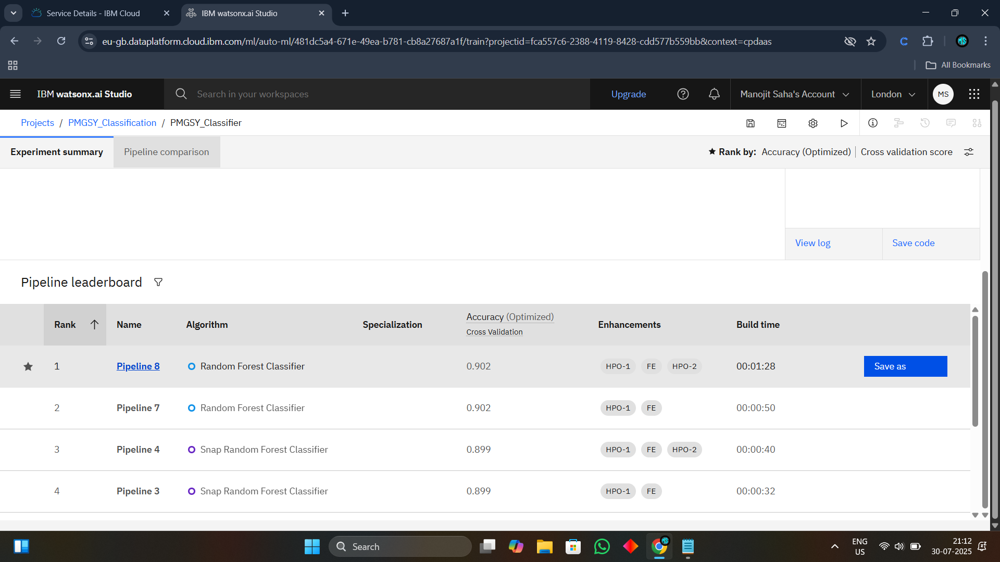 Service Details - IBM Cloud
IBM watsonx.ai Studio
eu-gb.dataplatform.cloud.ibm.com/ml/auto-ml/481dc5a4-671e-49ea-b781-cb8a27687a1f/train?projectid=fca557c6-2388-4119-8428-cdd577b559bb&context=cpdaas
All Bookmarks
IBM watsonx.ai Studio
Search in your workspaces
Upgrade
Manojit Saha's Account
London
MS
Projects / PMGSY_Classification / PMGSY_Classifier
Experiment summary
Pipeline comparison
Rank by: Accuracy (Optimized) | Cross validation score
View log
Save code
Pipeline leaderboard
Rank Name Algorithm Specialization Accuracy (Optimized) Enhancements Build time
Cross Validation
1 Pipeline 8 Random Forest Classifier 0.902 HPO-1 FE HPO-2 00:01:28 Save as
2 Pipeline 7 Random Forest Classifier 0.902 HPO-1 FE 00:00:50
3 Pipeline 4 Snap Random Forest Classifier 0.899 HPO-1 FE HPO-2 00:00:40
4 Pipeline 3 Snap Random Forest Classifier 0.899 HPO-1 FE 00:00:32
Search
ENG
US
21:12
30-07-2025